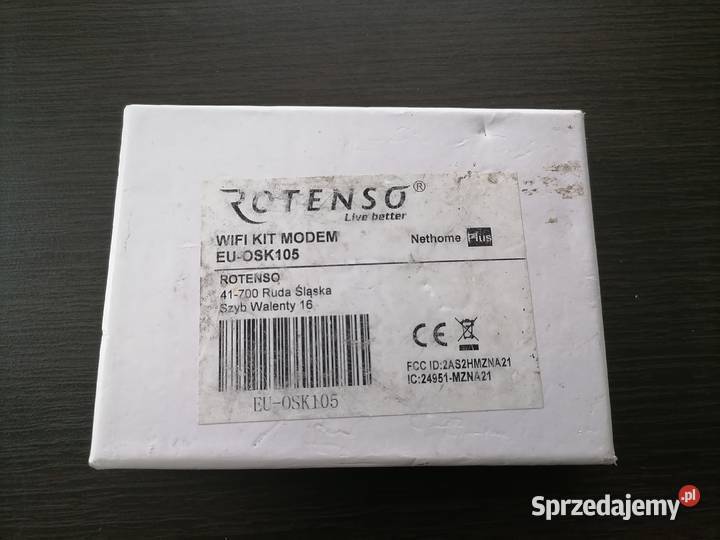 ROTENSO®
Live better
WIFI KIT MODEM
EU-OSK105
Nethome Plus
ROTENSO
41-700 Ruda Śląska
Szyb Walenty 16
FCC ID:2AS2HMZNA21
IC:24951-MZNA21
EU-OSK105
Sprzedajemy.pl